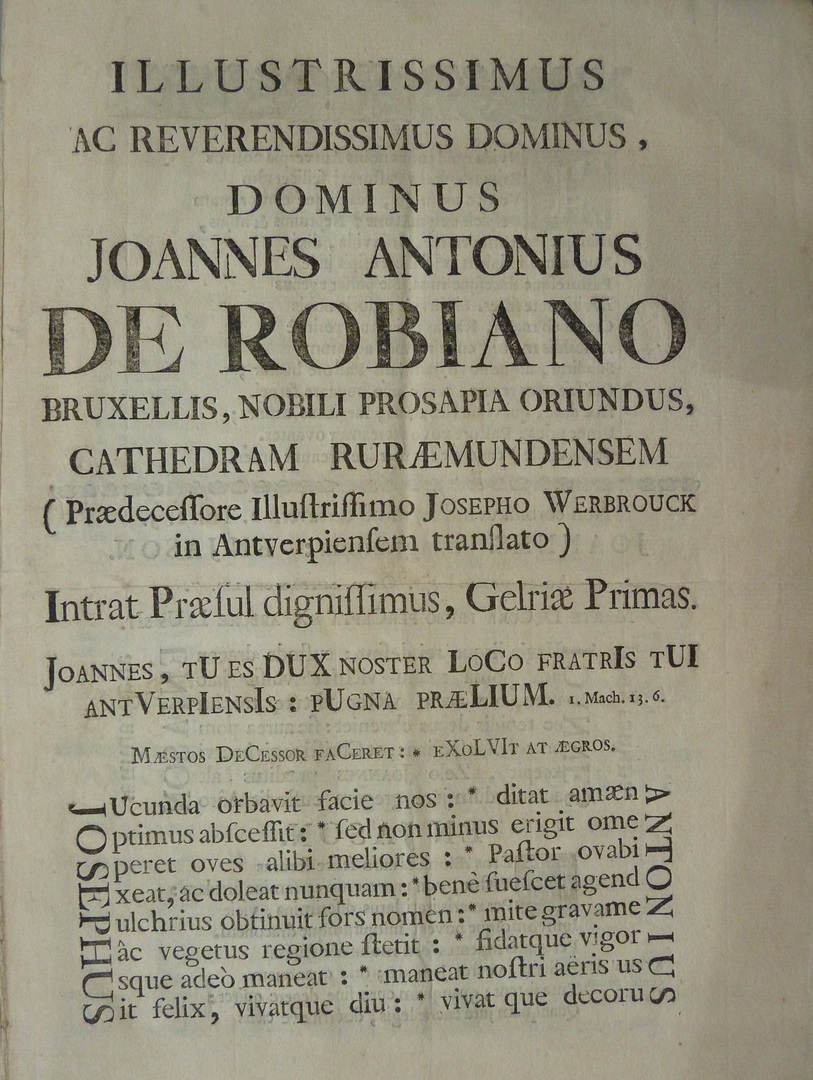 ILLUSTRISSIMUS
AC REVERENDISSIMUS DOMINUS,
DOMINUS
JOANNES ANTONIUS
DE ROBIANO
BRUXELLIS, NOBILI PROSAPIA ORIUNDUS,
CATHEDRAM RURÆMUNDENSEM
( Prædeceſſore Illuſtriſſimo JOSEPHO WERBROUCK
in Antverpienſem tranſlato )
Intrat Præſul digniſſimus, Gelriæ Primas.
JOANNES, TU ES DUX NOSTER LOCO FRATRIS TUI
ANTVERPIENSIS : PUGNA PRÆLIUM. 1. Mach. 13. 6.
MÆSTOS DECESSOR FACERET : * EXOLVIT AT ÆGROS.
JUcunda orbavit facie nos : * ditat amænA
Optimus abſceſſit : * ſed non minus erigit omeN
Speret oves alibi meliores : * Paſtor ovabiT
Exeat, ac doleat nunquam : * benè ſueſcet agendO
Pulchrius obtinuit fors nomen : * mite gravameN
Hâc vegetus regione ſtetit : * fidatque vigorI
Usque adeò maneat : * maneat noſtri aëris usU
Sit felix, vivatque diu : * vivat que decoruS